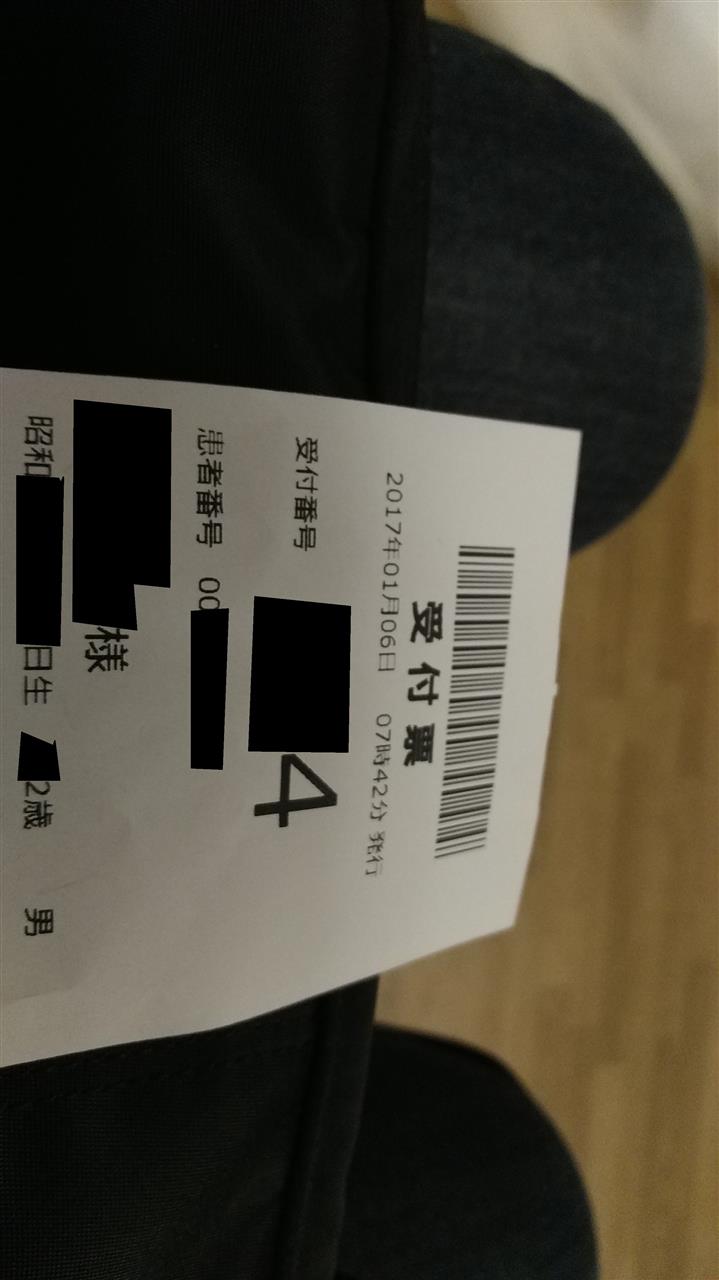 受付票
2017年01月06日 07時42分 発行
受付番号 4
患者番号 00
様
昭和 日生 2歳 男